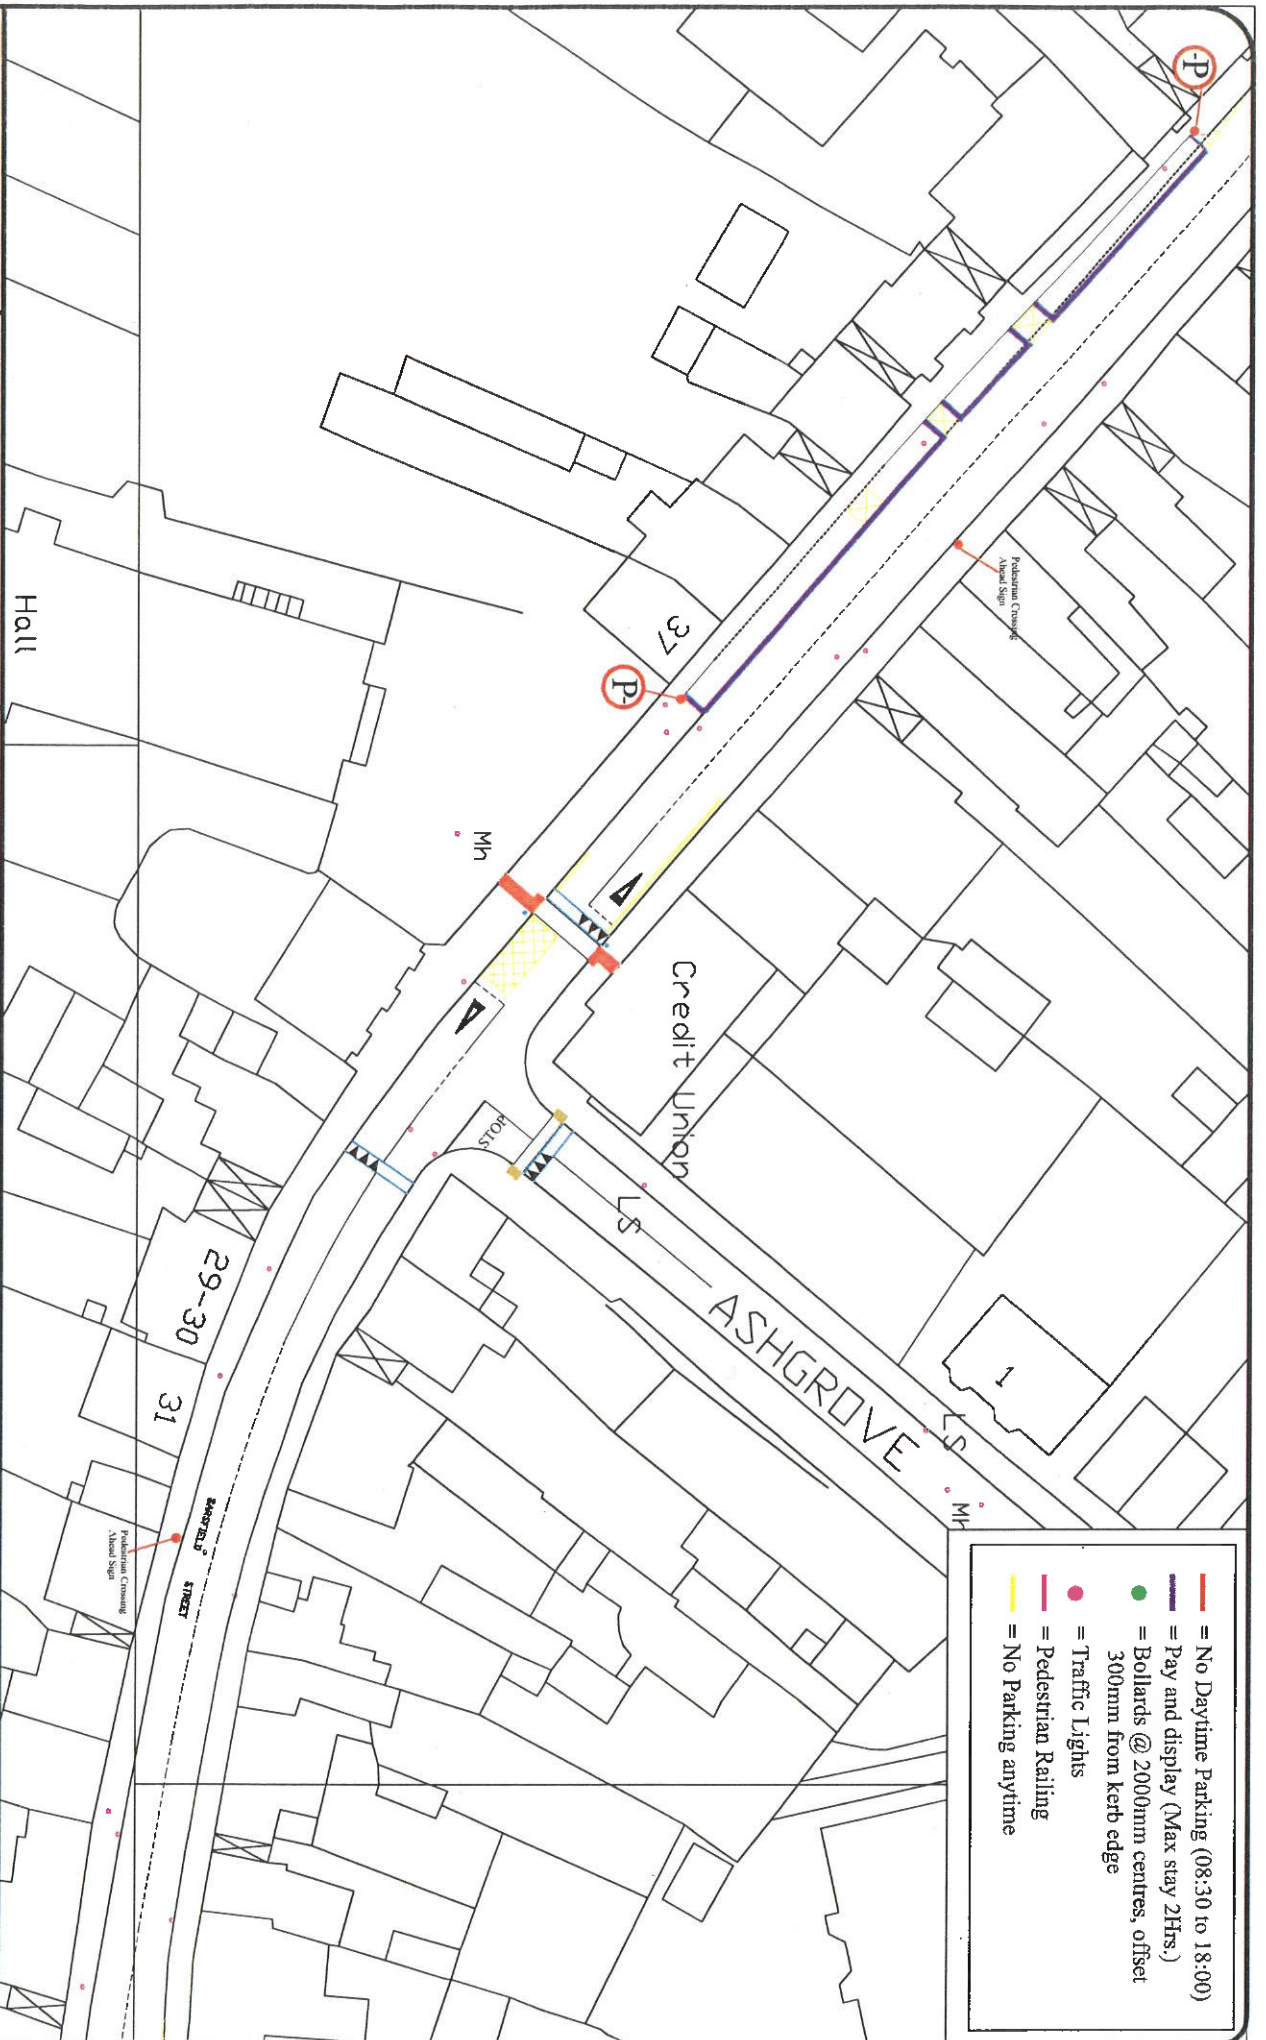 = No Daytime Parking (08:30 to 18:00)
= Pay and display (Max stay 2Hrs.)
= Bollards @ 2000mm centres, offset
300mm from kerb edge
= Traffic Lights
= Pedestrian Railing
= No Parking anytime
-P
Pedestrian Crossing
Ahead Sign
37
P-
Hall
Mh
Credit Union
STOP
LS
ASHGROVE
1
LS
Mh
29-30
31
SARSFIELD
STREET
Pedestrian Crossing
Ahead Sign